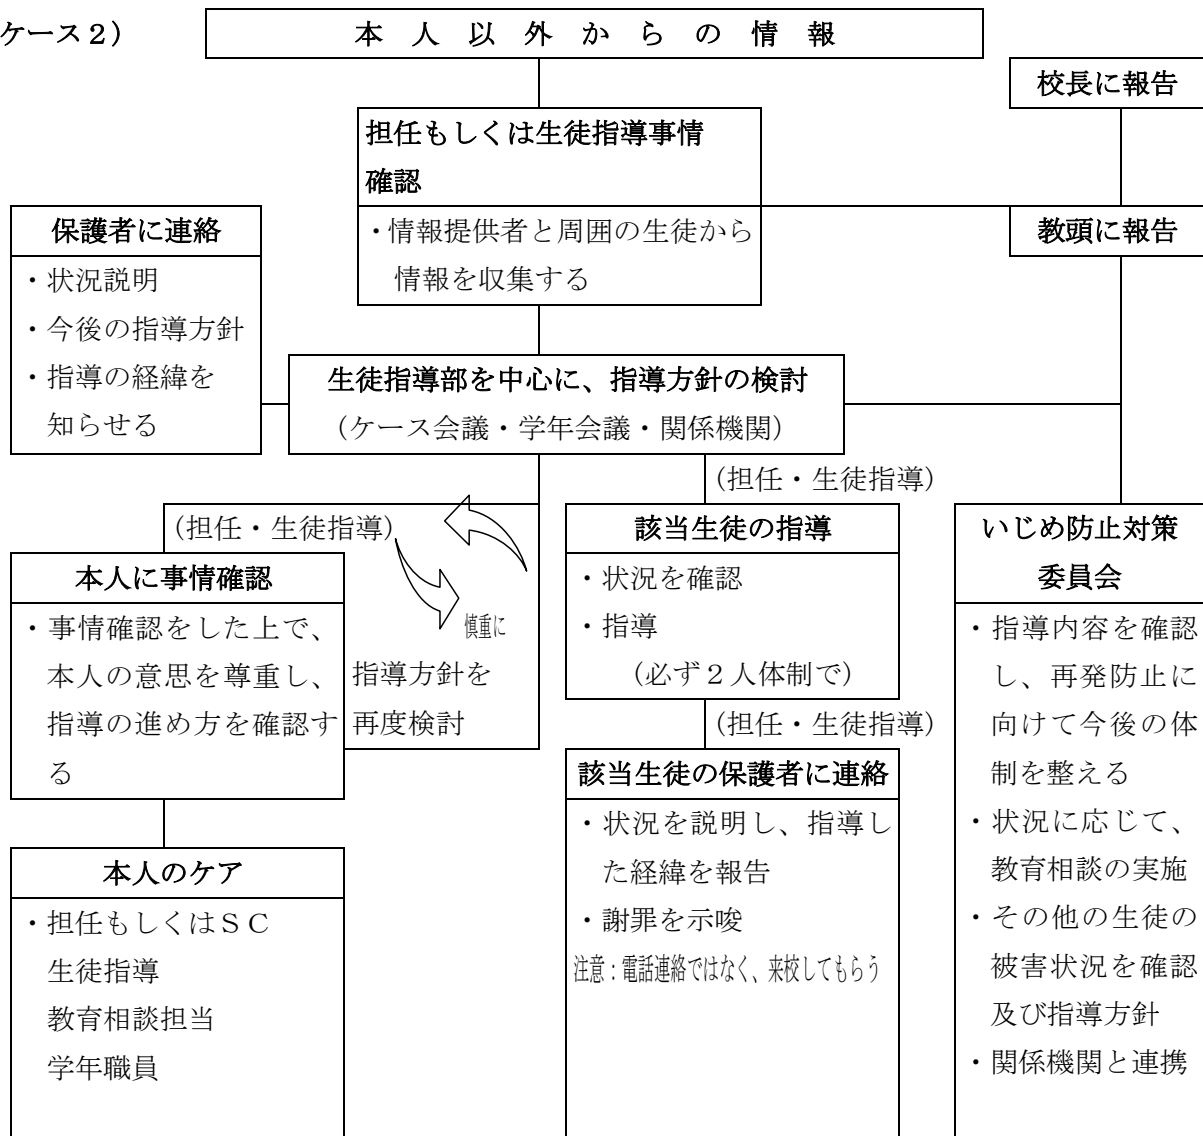 ケース２）
本人以外からの情報
校長に報告
担任もしくは生徒指導事情
確認
・情報提供者と周囲の生徒から
情報を収集する
教頭に報告
保護者に連絡
・状況説明
・今後の指導方針
・指導の経緯を
知らせる
生徒指導部を中心に、指導方針の検討
（ケース会議・学年会議・関係機関）
（担任・生徒指導）
（担任・生徒指導）
本人に事情確認
・事情確認をした上で、
本人の意思を尊重し、
指導の進め方を確認す
る
慎重に
指導方針を
再度検討
本人のケア
・担任もしくはＳＣ
生徒指導
教育相談担当
学年職員
該当生徒の指導
・状況を確認
・指導
（必ず２人体制で）
（担任・生徒指導）
該当生徒の保護者に連絡
・状況を説明し、指導し
た経緯を報告
・謝罪を示唆
注意：電話連絡ではなく、来校してもらう
いじめ防止対策
委員会
・指導内容を確認
し、再発防止に
向けて今後の体
制を整える
・状況に応じて、
教育相談の実施
・その他の生徒の
被害状況を確認
及び指導方針
・関係機関と連携